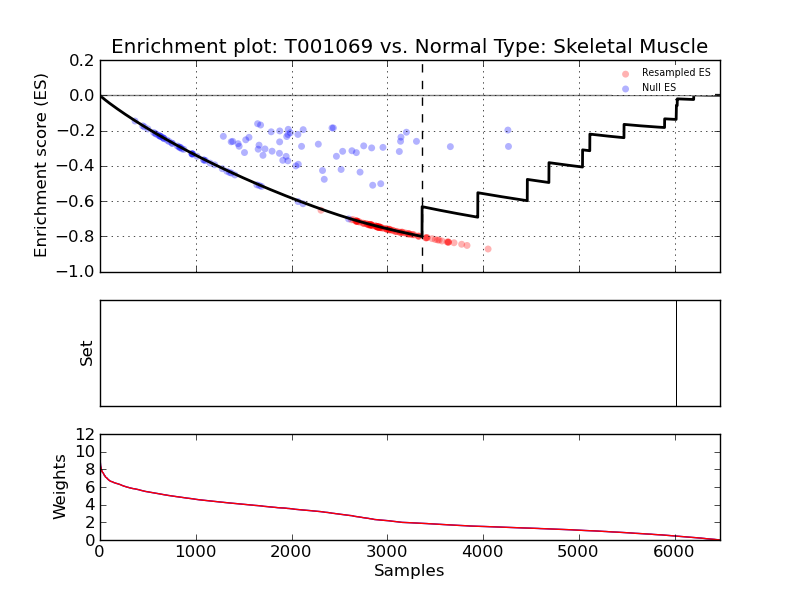 Enrichment plot: T001069 vs. Normal Type: Skeletal Muscle
Enrichment score (ES)
0.2
0.0
−0.2
−0.4
−0.6
−0.8
−1.0
Resampled ES
Null ES
Set
Weights
12
10
8
6
4
2
0
0 1000 2000 3000 4000 5000 6000
Samples